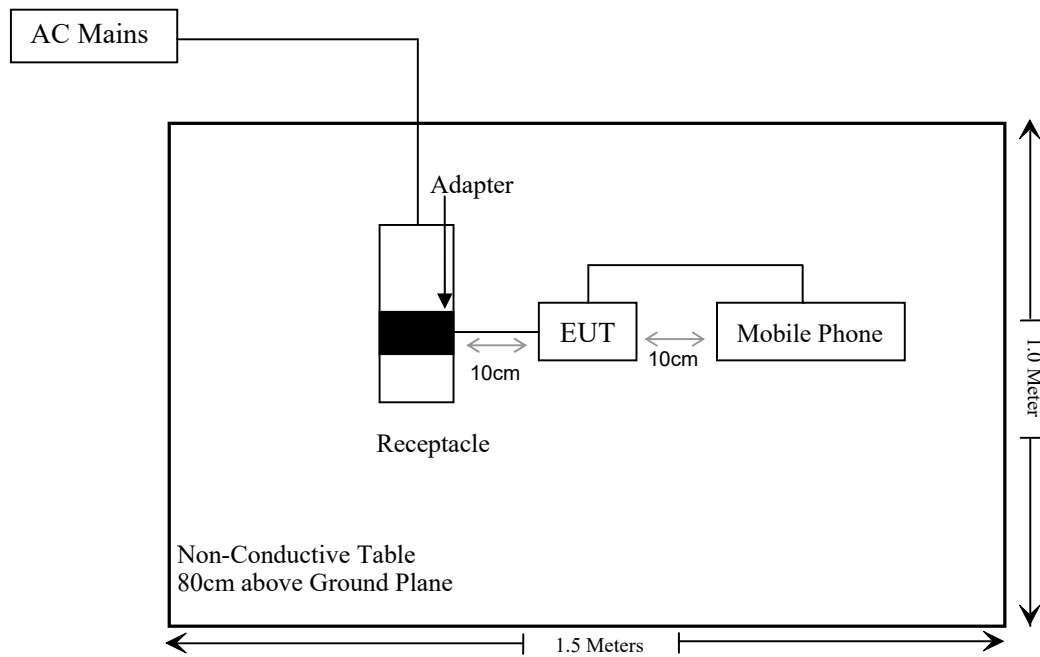 AC Mains
Adapter
EUT
Mobile Phone
10cm
10cm
Receptacle
1.0 Meter
Non-Conductive Table
80cm above Ground Plane
1.5 Meters